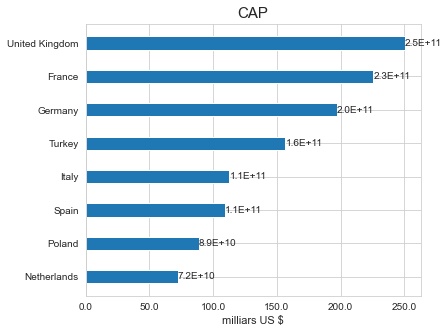 CAP
United Kingdom 2.5E+11
France 2.3E+11
Germany 2.0E+11
Turkey 1.6E+11
Italy 1.1E+11
Spain 1.1E+11
Poland 8.9E+10
Netherlands 7.2E+10
0.0 50.0 100.0 150.0 200.0 250.0
milliars US $